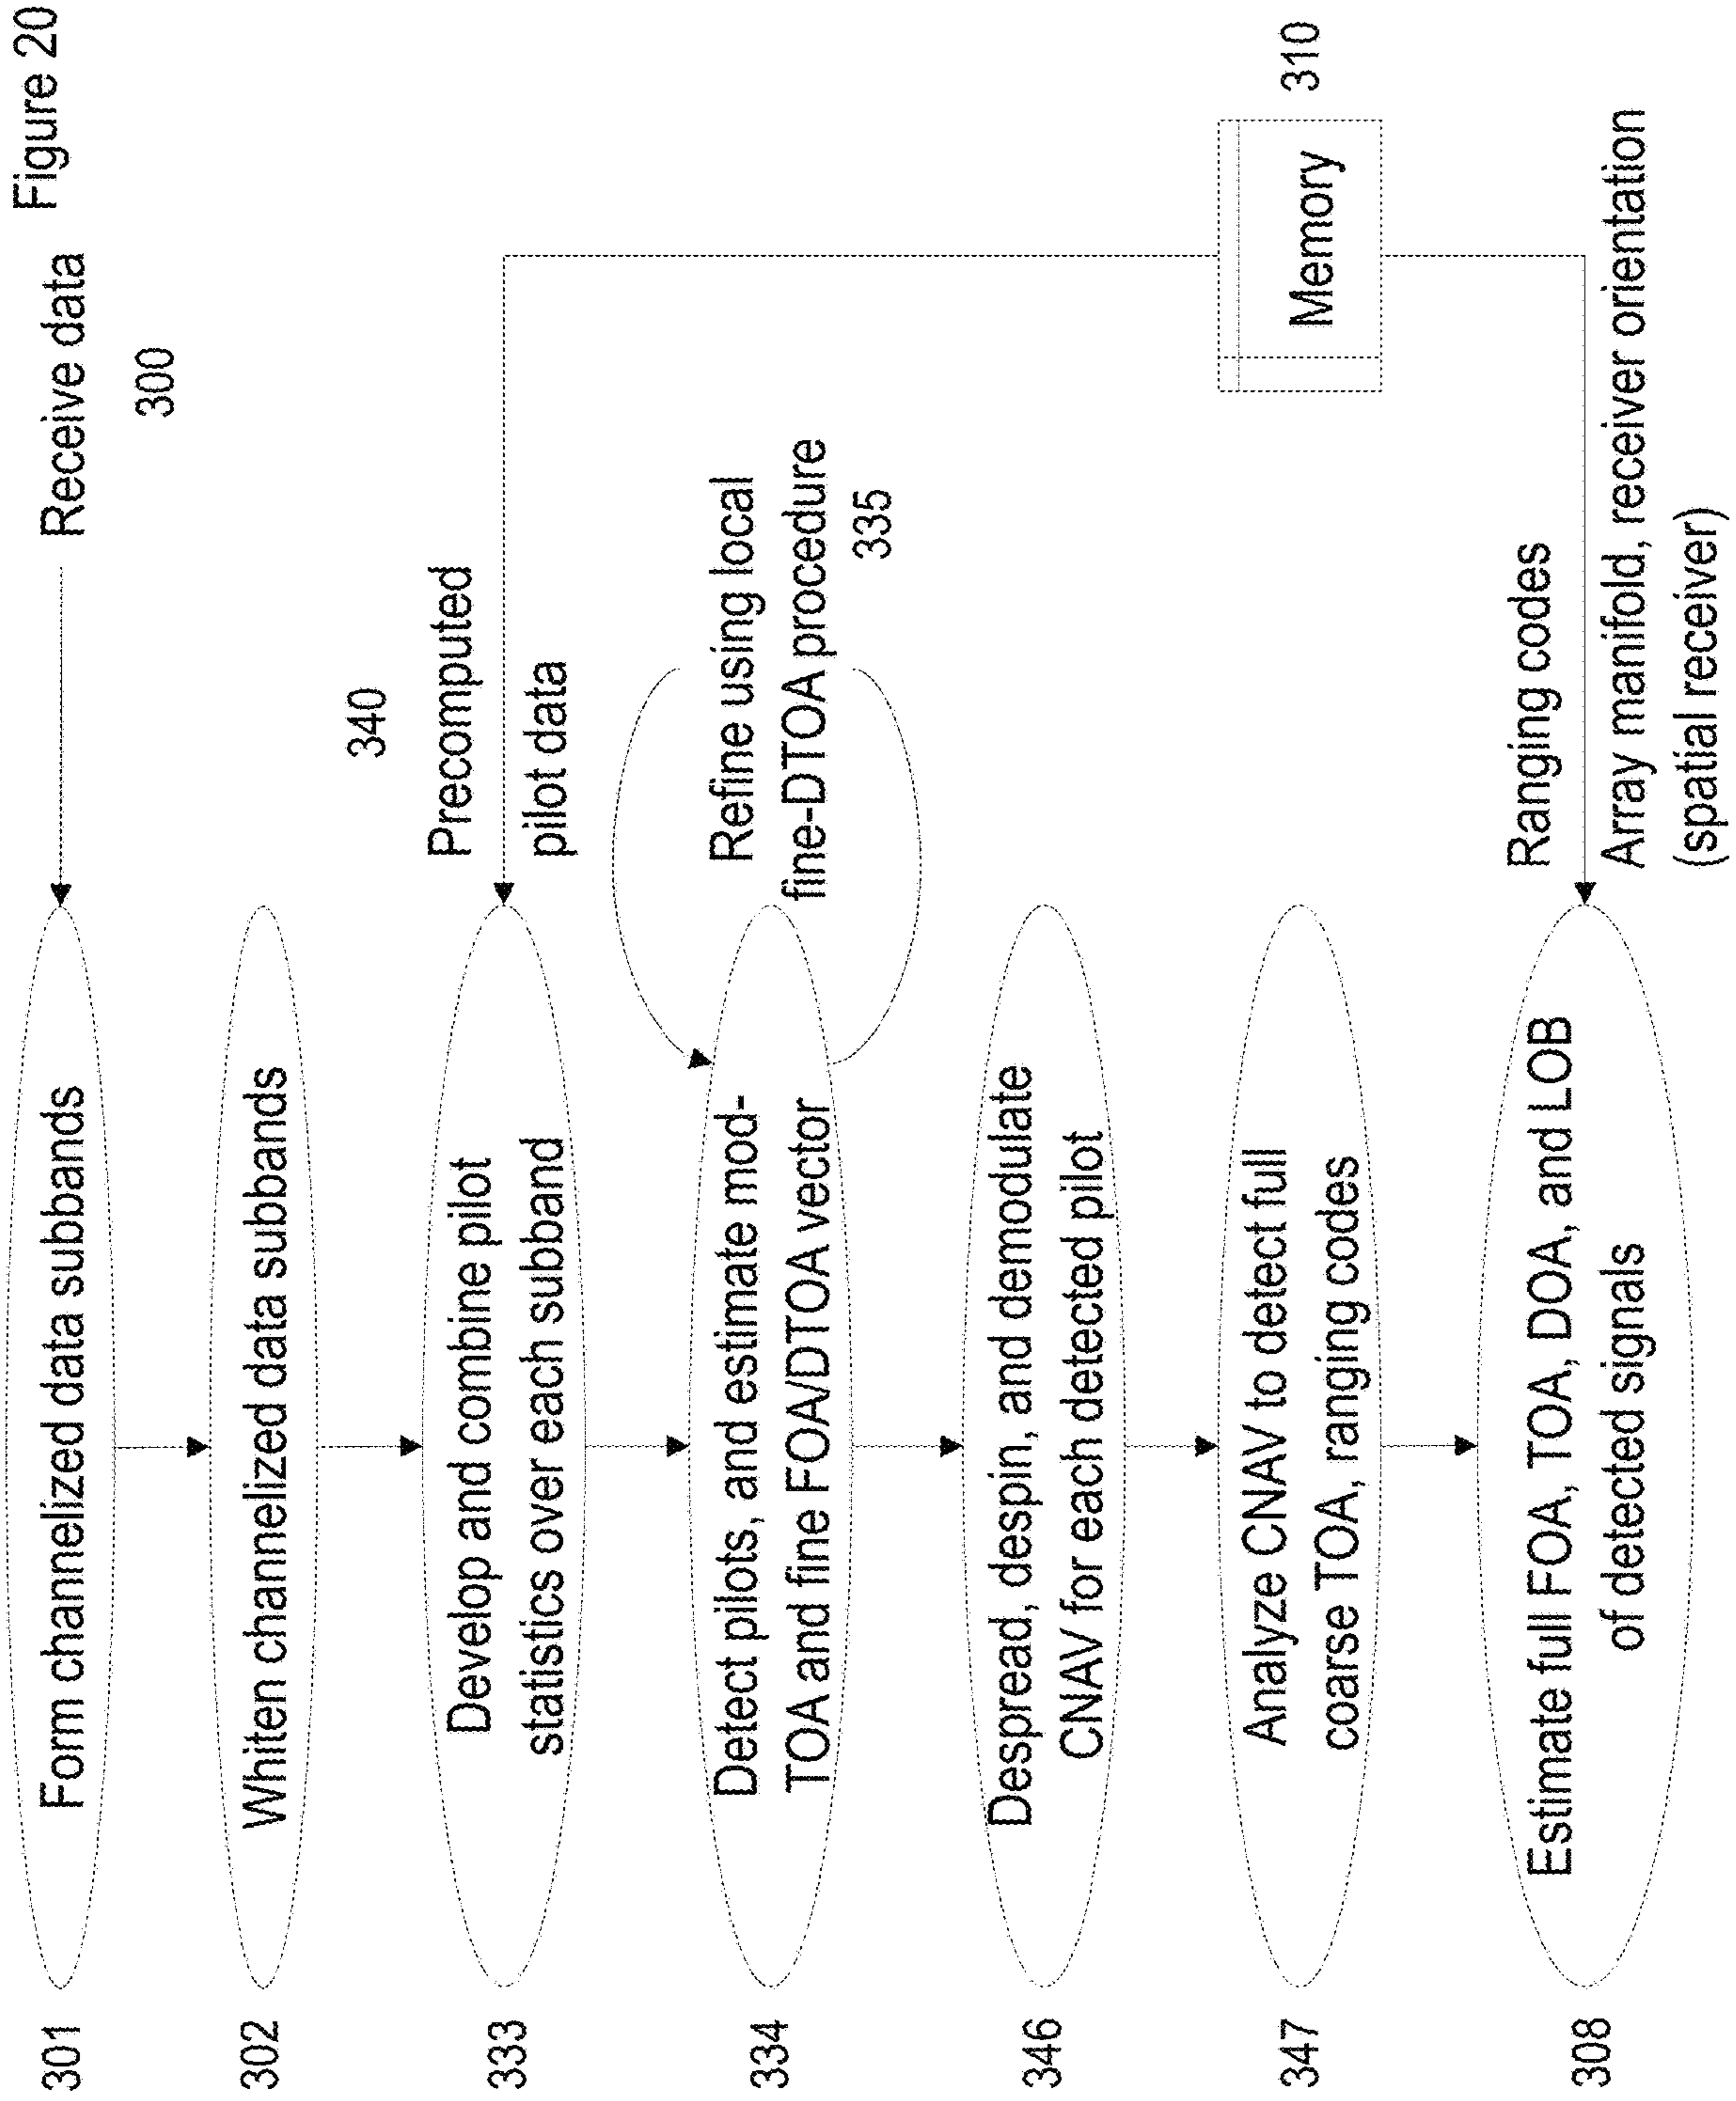 Figure 20
Receive data
300
301
Form channelized data subbands
302
Whiten channelized data subbands
340
Precomputed
pilot data
333
Develop and combine pilot
statistics over each subband
334
Detect pilots, and estimate mod-
TOA and fine FOA/DTOA vector
Refine using local
fine-DTOA procedure
335
346
Despread, despin, and demodulate
CNAV for each detected pilot
347
Analyze CNAV to detect full
coarse TOA, ranging codes
Memory
310
308
Estimate full FOA, TOA, DOA, and LOB
of detected signals
Ranging codes
Array manifold, receiver orientation
(spatial receiver)